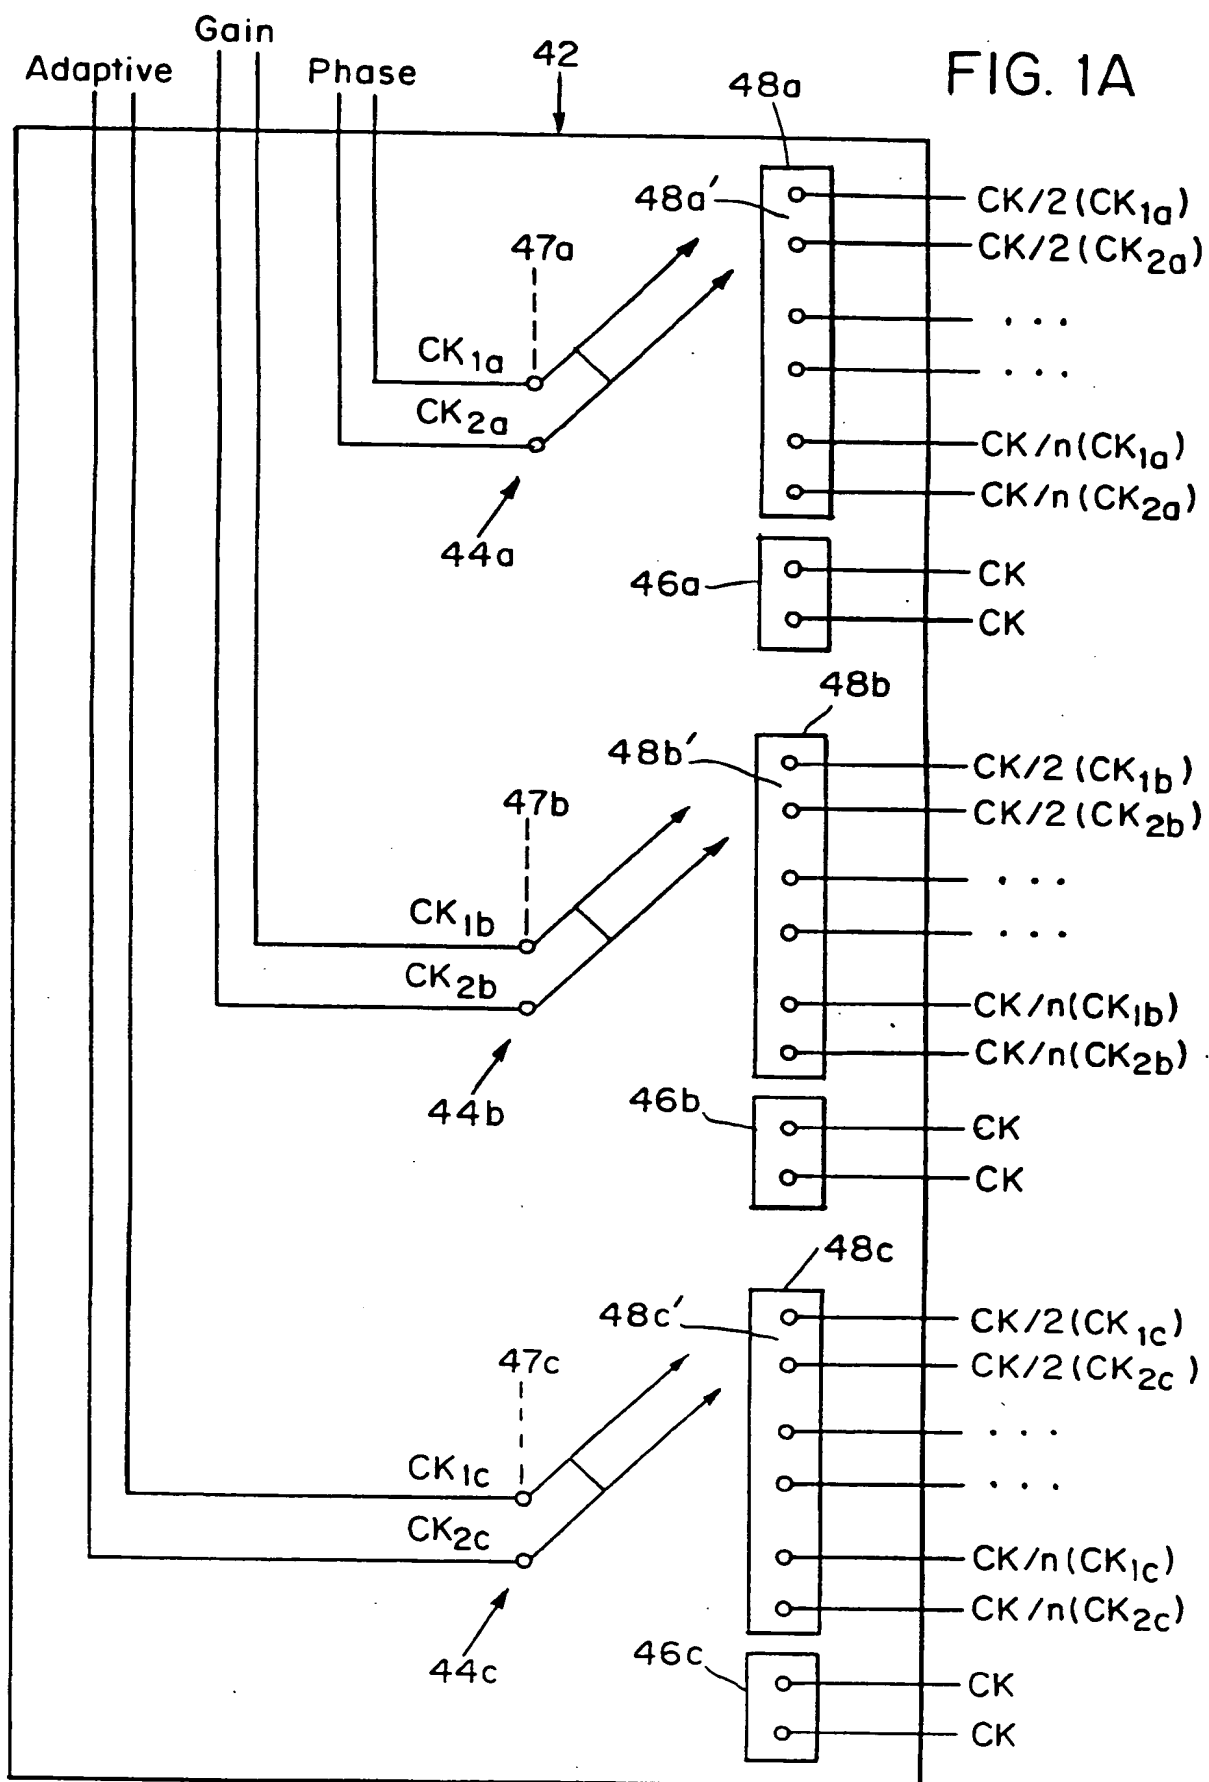 Gain
42
FIG. 1A
Adaptive
Phase
48a
48a′
CK/2(CK1a)
47a
CK/2(CK2a)
· · ·
CK1a
· · ·
CK2a
CK/n(CK1a)
CK/n(CK2a)
44a
46a
CK
CK
48b
48b′
CK/2(CK1b)
47b
CK/2(CK2b)
· · ·
CK1b
· · ·
CK2b
CK/n(CK1b)
CK/n(CK2b)
44b
46b
CK
CK
48c
48c′
CK/2(CK1c)
47c
CK/2(CK2c)
· · ·
CK1c
· · ·
CK2c
CK/n(CK1c)
CK/n(CK2c)
44c
46c
CK
CK